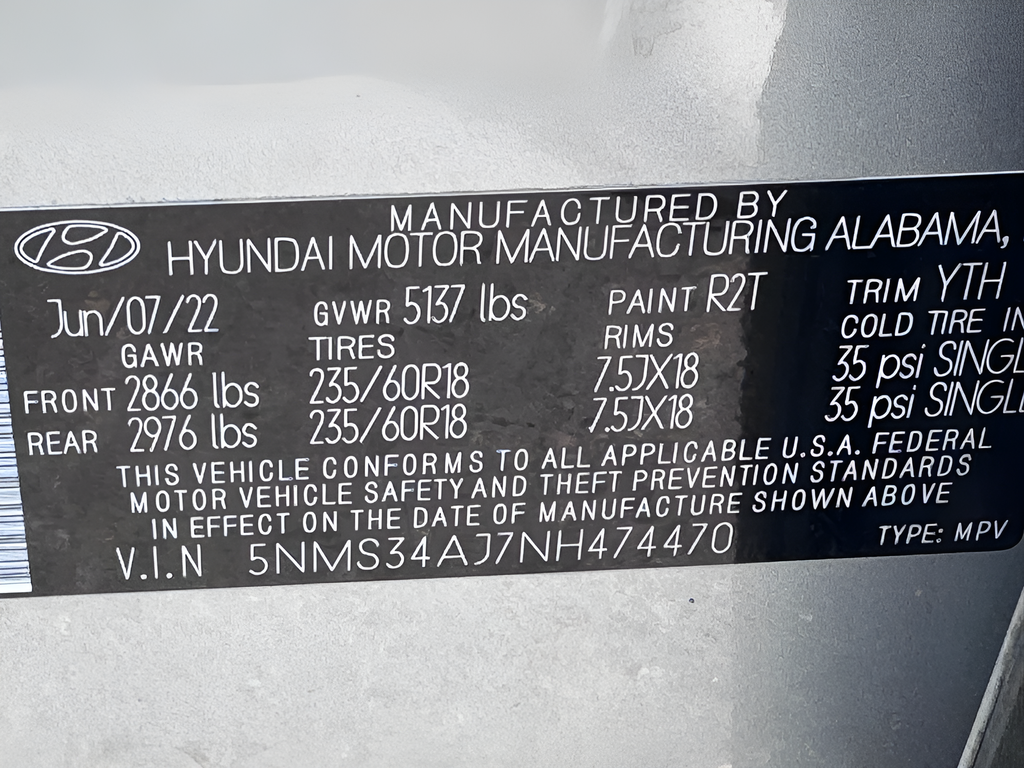 MANUFACTURED BY
HYUNDAI MOTOR MANUFACTURING ALABAMA,
Jun/07/22 GVWR 5137 lbs PAINT R2T TRIM YTH
GAWR TIRES RIMS COLD TIRE IN
FRONT 2866 lbs 235/60R18 7.5JX18 35 psi SINGL
REAR 2976 lbs 235/60R18 7.5JX18 35 psi SINGLE
THIS VEHICLE CONFORMS TO ALL APPLICABLE U.S.A. FEDERAL
MOTOR VEHICLE SAFETY AND THEFT PREVENTION STANDARDS
IN EFFECT ON THE DATE OF MANUFACTURE SHOWN ABOVE
V.I.N 5NMS34AJ7NH474470 TYPE: MPV